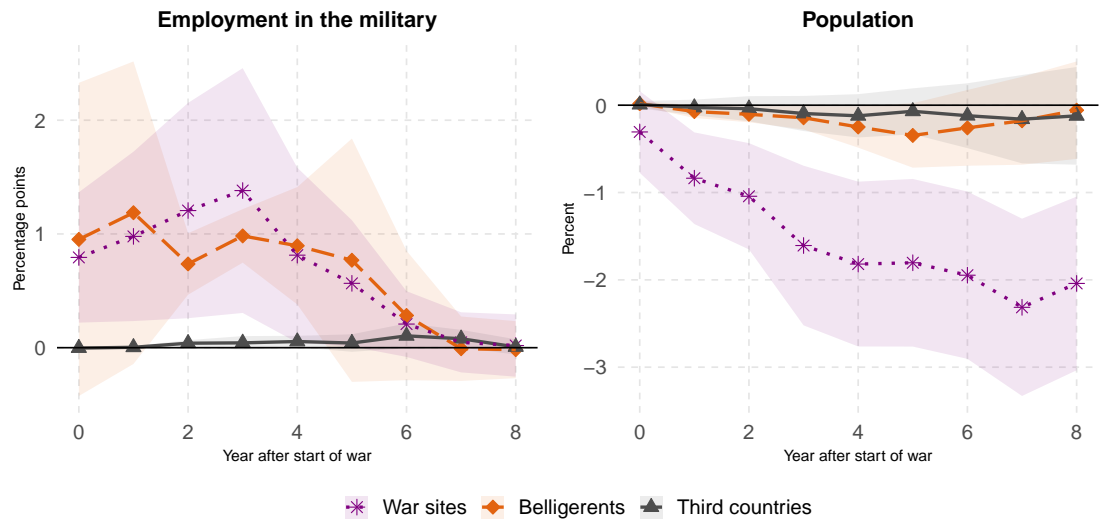 Employment in the military
Percentage points
2
1
0
0 2 4 6 8
Year after start of war
Population
Percent
0
−1
−2
−3
0 2 4 6 8
Year after start of war
War sites Belligerents Third countries